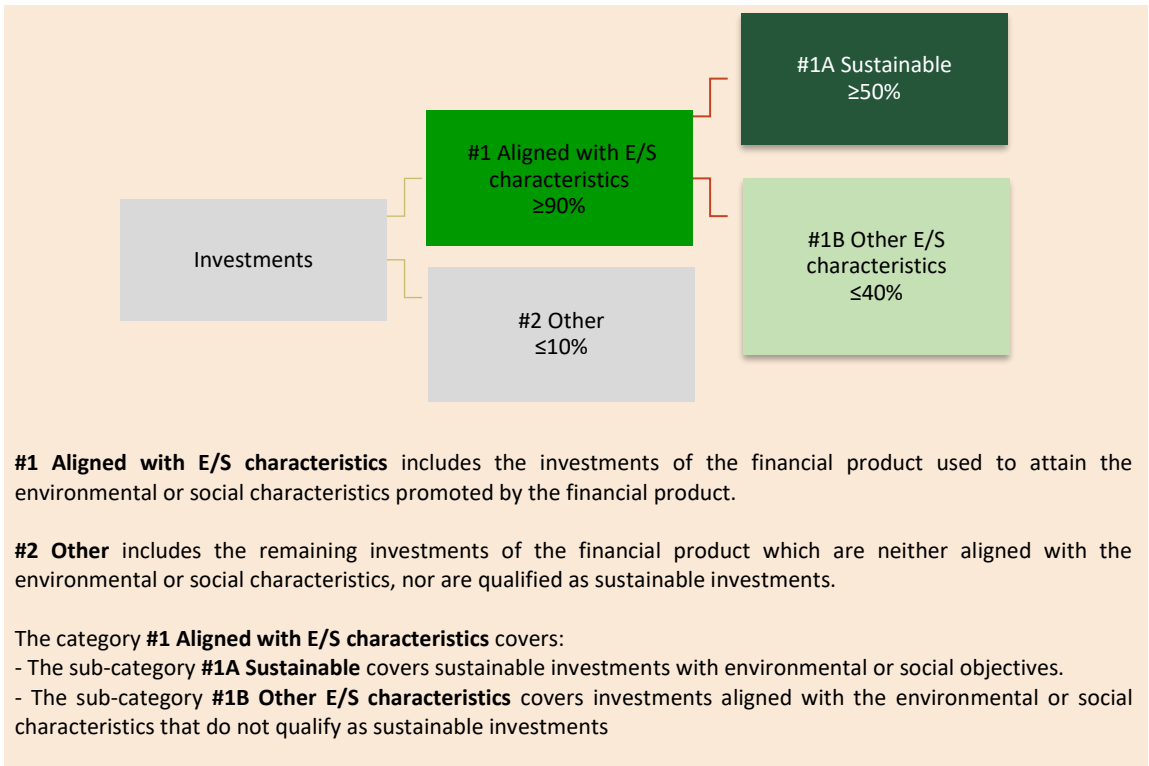 #1A Sustainable
≥50%
#1 Aligned with E/S
characteristics
≥90%
Investments
#1B Other E/S
characteristics
≤40%
#2 Other
≤10%
#1 Aligned with E/S characteristics includes the investments of the financial product used to attain the
environmental or social characteristics promoted by the financial product.
#2 Other includes the remaining investments of the financial product which are neither aligned with the
environmental or social characteristics, nor are qualified as sustainable investments.
The category #1 Aligned with E/S characteristics covers:
- The sub-category #1A Sustainable covers sustainable investments with environmental or social objectives.
- The sub-category #1B Other E/S characteristics covers investments aligned with the environmental or social
characteristics that do not qualify as sustainable investments